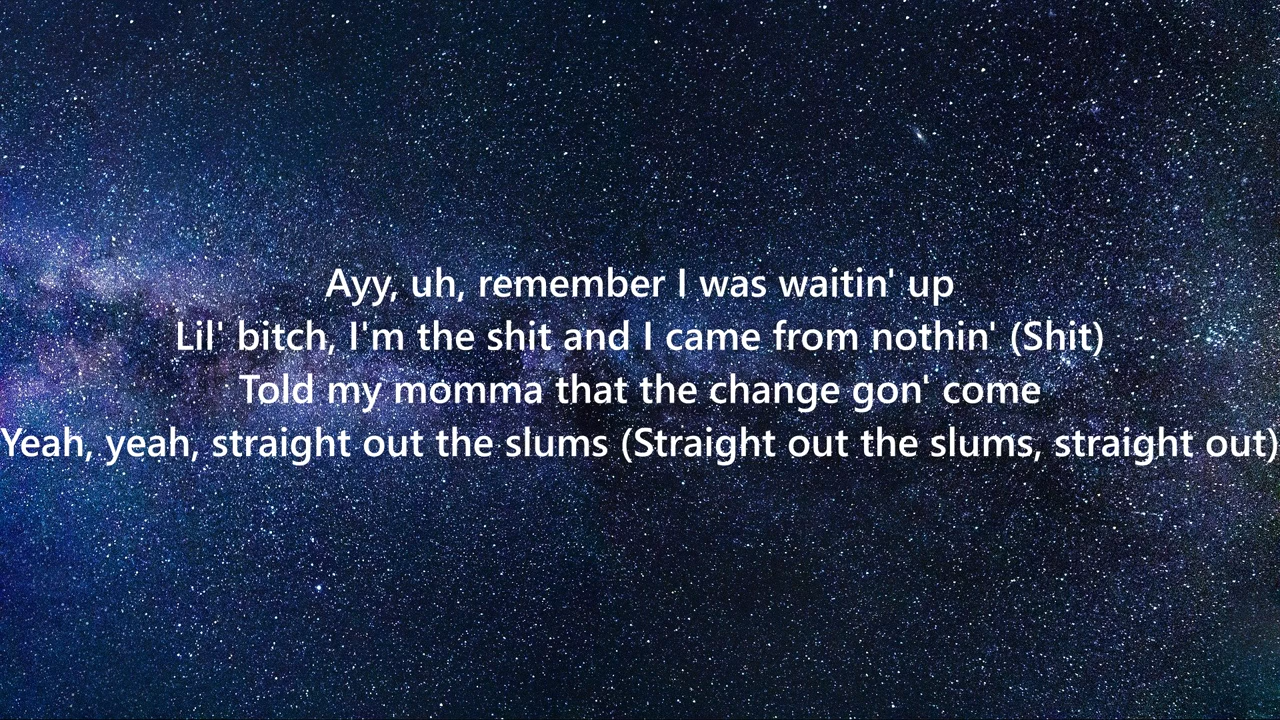 Ayy, uh, remember I was waitin' up
Lil' bitch, I'm the shit and I came from nothin' (Shit)
Told my momma that the change gon' come
Yeah, yeah, straight out the slums (Straight out the slums, straight out)